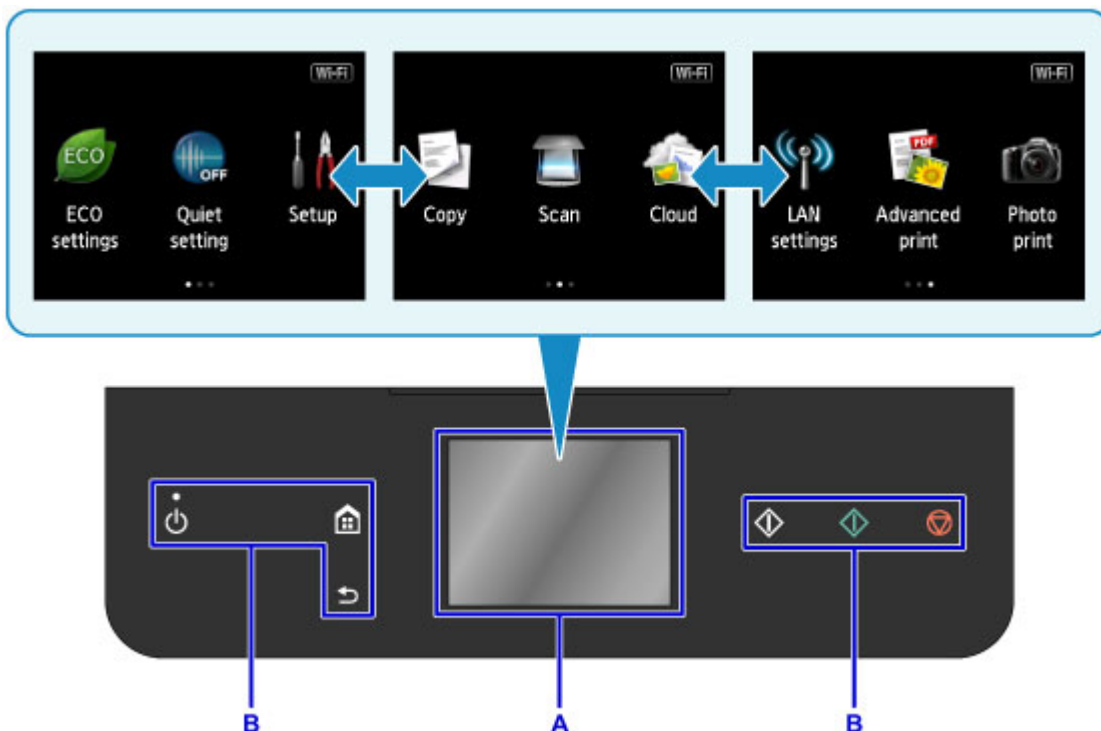 Wi-Fi
Wi-Fi
Wi-Fi
ECO
OFF
PDF
ECO
settings
Quiet
setting
Setup
Copy
Scan
Cloud
LAN
settings
Advanced
print
Photo
print
B
A
B